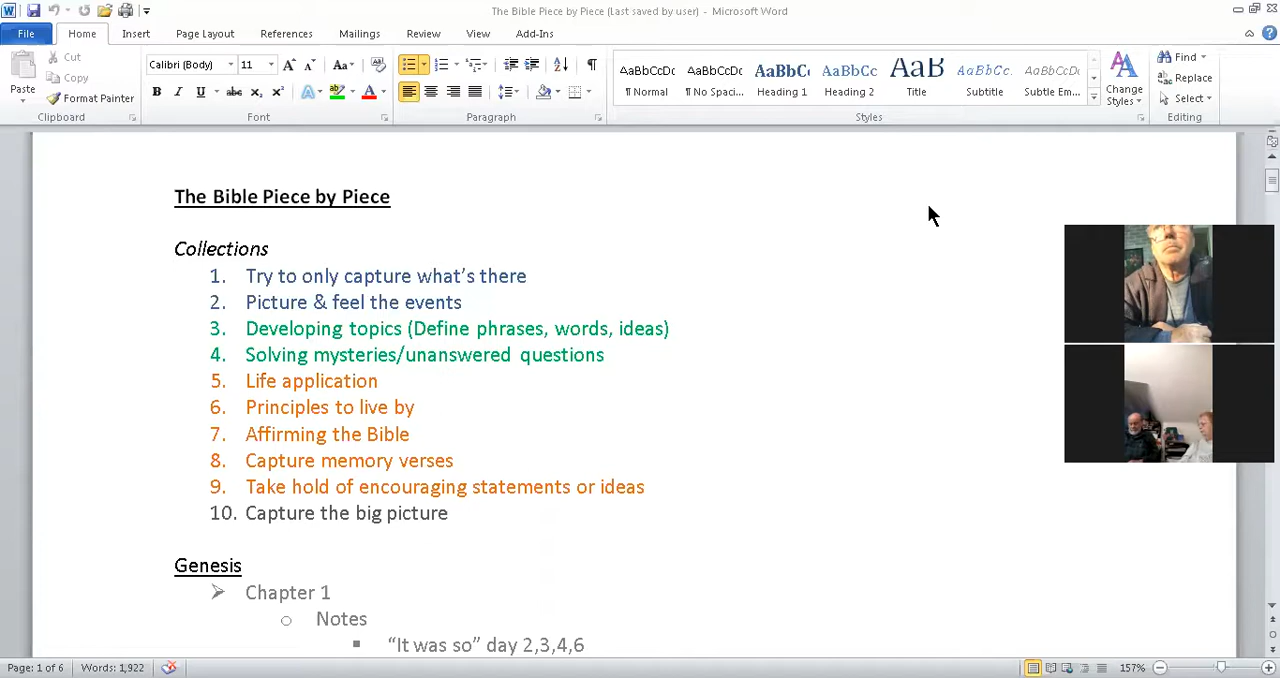 The Bible Piece by Piece (Last saved by user) - Microsoft Word
File Home Insert Page Layout References Mailings Review View Add-Ins
Calibri (Body) 11 AaBbCcDc AaBbCcDc AaBbC AaBbCc AaB AaBbCc. AaBbCcDc
Cut Find
Copy Replace
Paste Format Painter ¶ Normal ¶ No Spaci... Heading 1 Heading 2 Title Subtitle Subtle Em... Change Styles Select
Clipboard Font Paragraph Styles Editing
The Bible Piece by Piece
Collections
1. Try to only capture what's there
2. Picture & feel the events
3. Developing topics (Define phrases, words, ideas)
4. Solving mysteries/unanswered questions
5. Life application
6. Principles to live by
7. Affirming the Bible
8. Capture memory verses
9. Take hold of encouraging statements or ideas
10. Capture the big picture
Genesis
Chapter 1
Notes
“It was so” day 2,3,4,6
Page: 1 of 6 Words: 1,922 157%